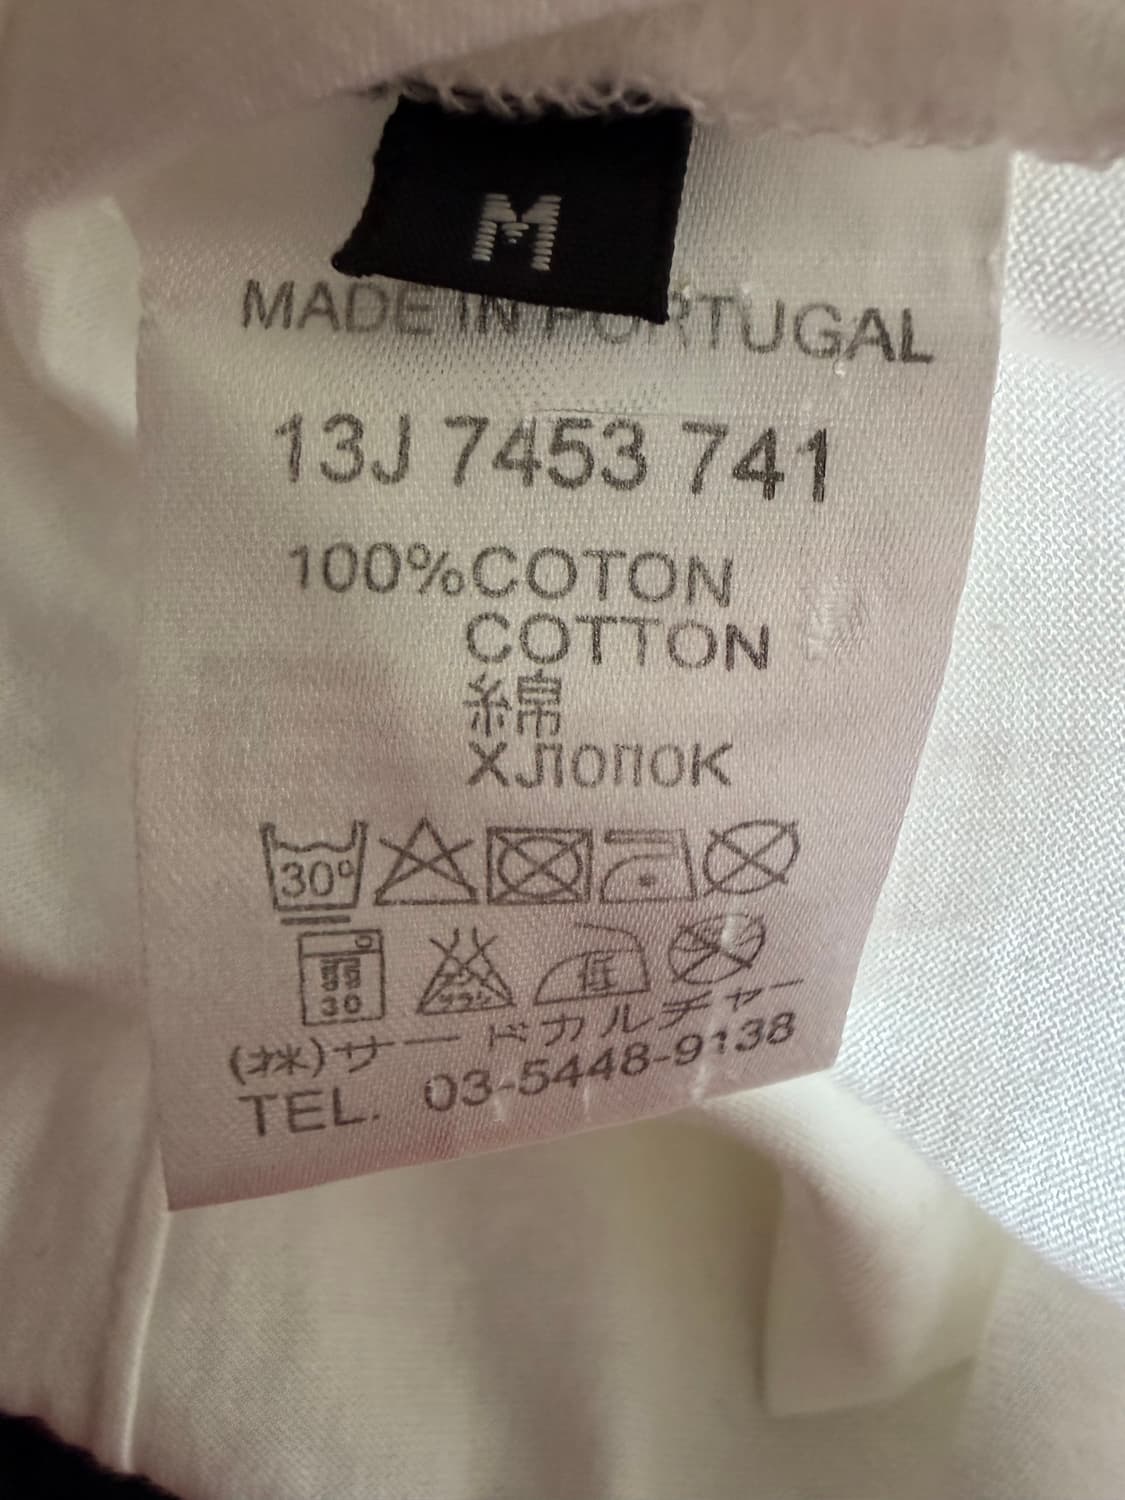 M
MADE IN PORTUGAL
13J 7453 741
100%COTON
COTTON
綿
ХЛОПОК
30°
30
低
(株)サードカルチャー
TEL. 03-5448-9138